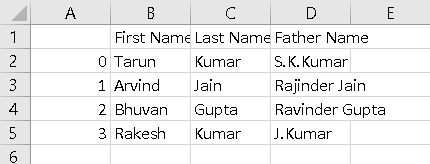 A B C D E
1 First Name Last Name Father Name
2 0 Tarun Kumar S.K.Kumar
3 1 Arvind Jain Rajinder Jain
4 2 Bhuvan Gupta Ravinder Gupta
5 3 Rakesh Kumar J.Kumar
6